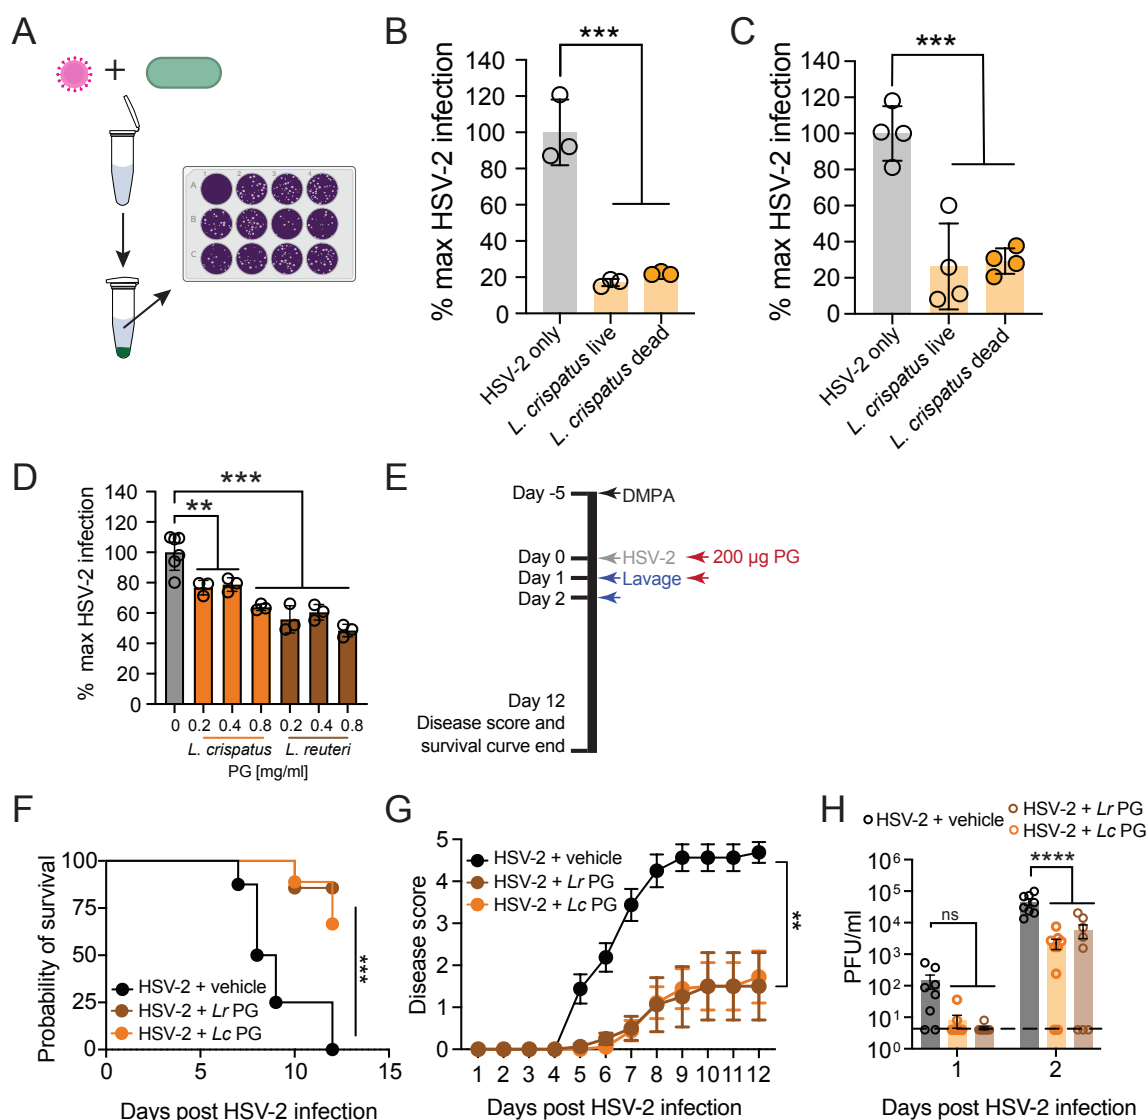 A
+
1 2 3 4
A
B
C
B
% max HSV-2 infection
***
140
120
100
80
60
40
20
0
HSV-2 only
L. crispatus live
L. crispatus dead
C
% max HSV-2 infection
***
140
120
100
80
60
40
20
0
HSV-2 only
L. crispatus live
L. crispatus dead
D
% max HSV-2 infection
***
**
140
120
100
80
60
40
20
0
0 0.2 0.4 0.8 0.2 0.4 0.8
L. crispatus L. reuteri
PG [mg/ml]
E
Day -5 DMPA
Day 0 HSV-2 200 µg PG
Day 1 Lavage
Day 2
Day 12
Disease score and
survival curve end
F
Probability of survival
100
75
50
25
0
HSV-2 + vehicle
HSV-2 + Lr PG
HSV-2 + Lc PG
***
0 5 10 15
Days post HSV-2 infection
G
Disease score
5
4
3
2
1
0
HSV-2 + vehicle
HSV-2 + Lr PG
HSV-2 + Lc PG
**
1 2 3 4 5 6 7 8 9 10 11 12
Days post HSV-2 infection
H
HSV-2 + vehicle
HSV-2 + Lr PG
HSV-2 + Lc PG
PFU/ml
10⁶
10⁵
10⁴
10³
10²
10¹
10⁰
ns
****
1 2
Days post HSV-2 infection